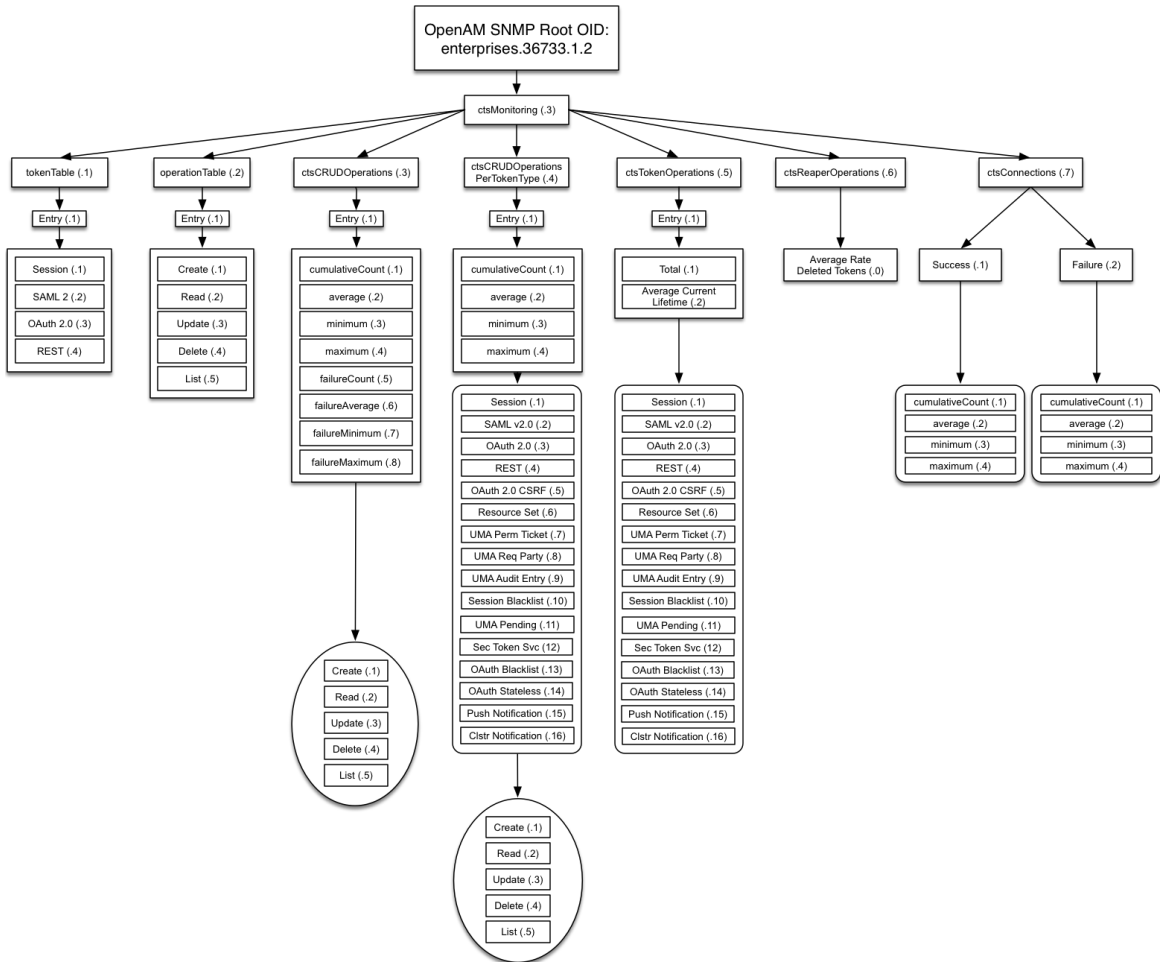 OpenAM SNMP Root OID:
enterprises.36733.1.2
ctsMonitoring (.3)
tokenTable (.1)
operationTable (.2)
ctsCRUDOperations (.3)
ctsCRUDOperations
PerTokenType (.4)
ctsTokenOperations (.5)
ctsReaperOperations (.6)
ctsConnections (.7)
Entry (.1)
Entry (.1)
Entry (.1)
Entry (.1)
Entry (.1)
Session (.1)
SAML 2 (.2)
OAuth 2.0 (.3)
REST (.4)
Create (.1)
Read (.2)
Update (.3)
Delete (.4)
List (.5)
cumulativeCount (.1)
average (.2)
minimum (.3)
maximum (.4)
failureCount (.5)
failureAverage (.6)
failureMinimum (.7)
failureMaximum (.8)
cumulativeCount (.1)
average (.2)
minimum (.3)
maximum (.4)
Total (.1)
Average Current
Lifetime (.2)
Average Rate
Deleted Tokens (.0)
Success (.1)
Failure (.2)
Session (.1)
SAML v2.0 (.2)
OAuth 2.0 (.3)
REST (.4)
OAuth 2.0 CSRF (.5)
Resource Set (.6)
UMA Perm Ticket (.7)
UMA Req Party (.8)
UMA Audit Entry (.9)
Session Blacklist (.10)
UMA Pending (.11)
Sec Token Svc (12)
OAuth Blacklist (.13)
OAuth Stateless (.14)
Push Notification (.15)
Clstr Notification (.16)
Session (.1)
SAML v2.0 (.2)
OAuth 2.0 (.3)
REST (.4)
OAuth 2.0 CSRF (.5)
Resource Set (.6)
UMA Perm Ticket (.7)
UMA Req Party (.8)
UMA Audit Entry (.9)
Session Blacklist (.10)
UMA Pending (.11)
Sec Token Svc (12)
OAuth Blacklist (.13)
OAuth Stateless (.14)
Push Notification (.15)
Clstr Notification (.16)
cumulativeCount (.1)
average (.2)
minimum (.3)
maximum (.4)
cumulativeCount (.1)
average (.2)
minimum (.3)
maximum (.4)
Create (.1)
Read (.2)
Update (.3)
Delete (.4)
List (.5)
Create (.1)
Read (.2)
Update (.3)
Delete (.4)
List (.5)